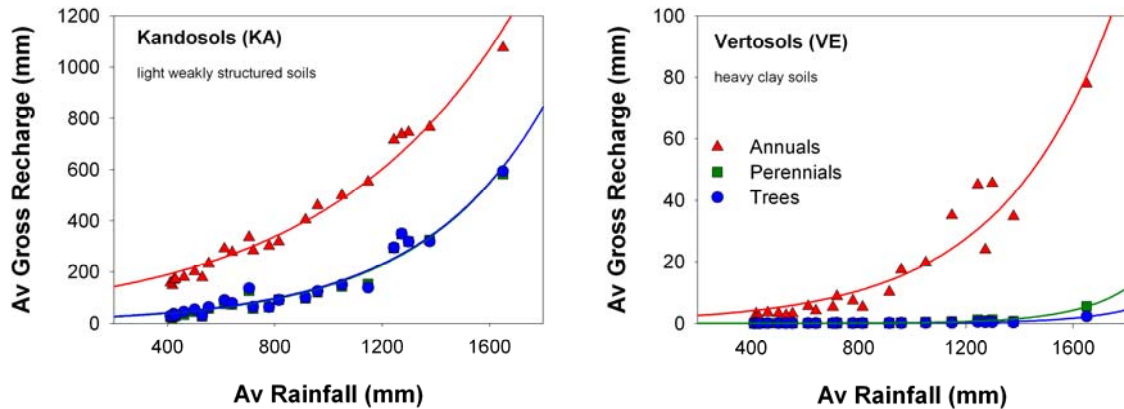 Kandosols (KA)
light weakly structured soils
Av Gross Recharge (mm)
1200
1000
800
600
400
200
0
400
800
1200
1600
Av Rainfall (mm)
Vertosols (VE)
heavy clay soils
Annuals
Perennials
Trees
Av Gross Recharge (mm)
100
80
60
40
20
0
400
800
1200
1600
Av Rainfall (mm)